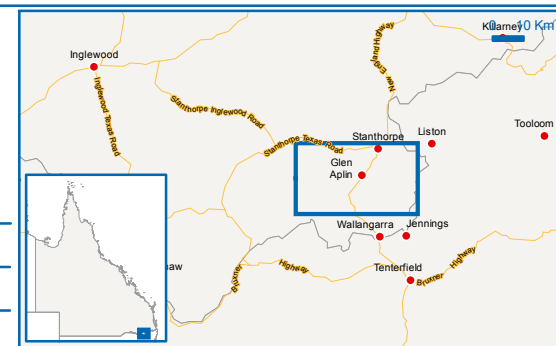 Killarney
0 10 Km
New England Highway
Inglewood
Inglewood Texas Road
Stanthorpe Inglewood Road
Stanthorpe Texas Road
Stanthorpe
Liston
Tooloom
Glen
Aplin
Wallangarra
Jennings
Bruxner
Highway
Tenterfield
Bruxner
Highway